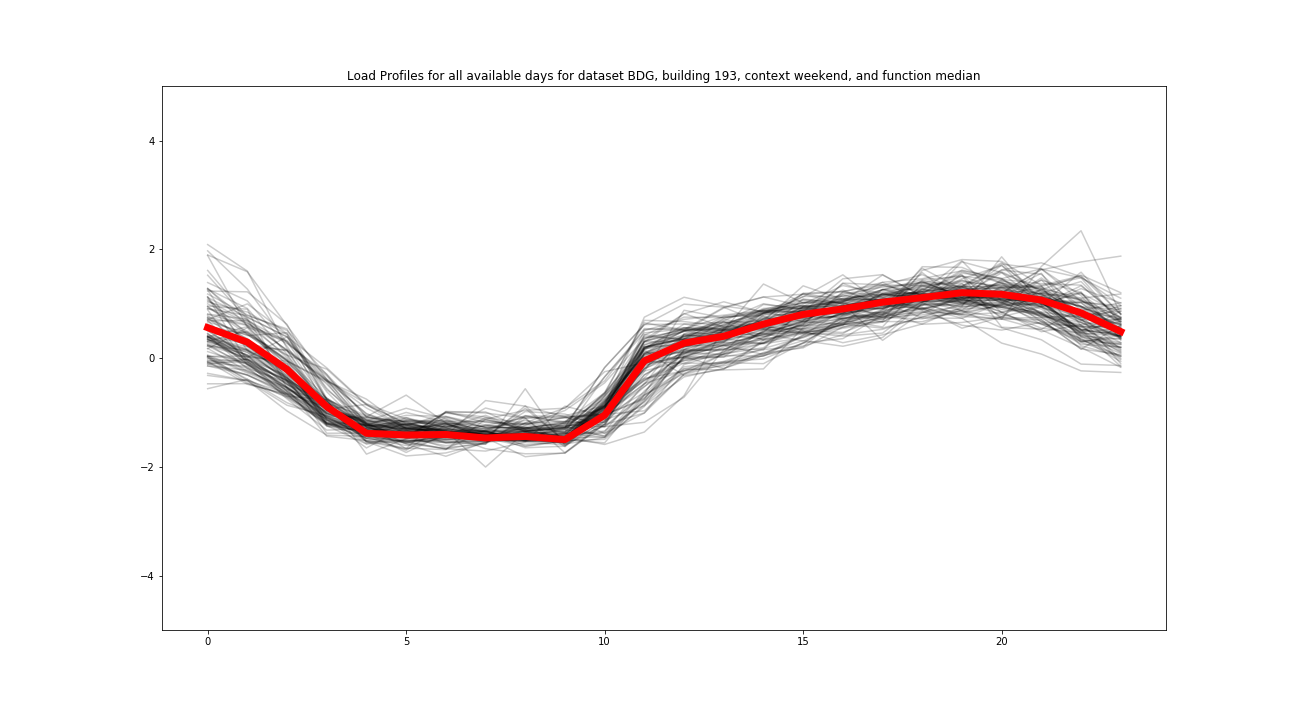 Load Profiles for all available days for dataset BDG, building 193, context weekend, and function median
4
2
0
−2
−4
0 5 10 15 20